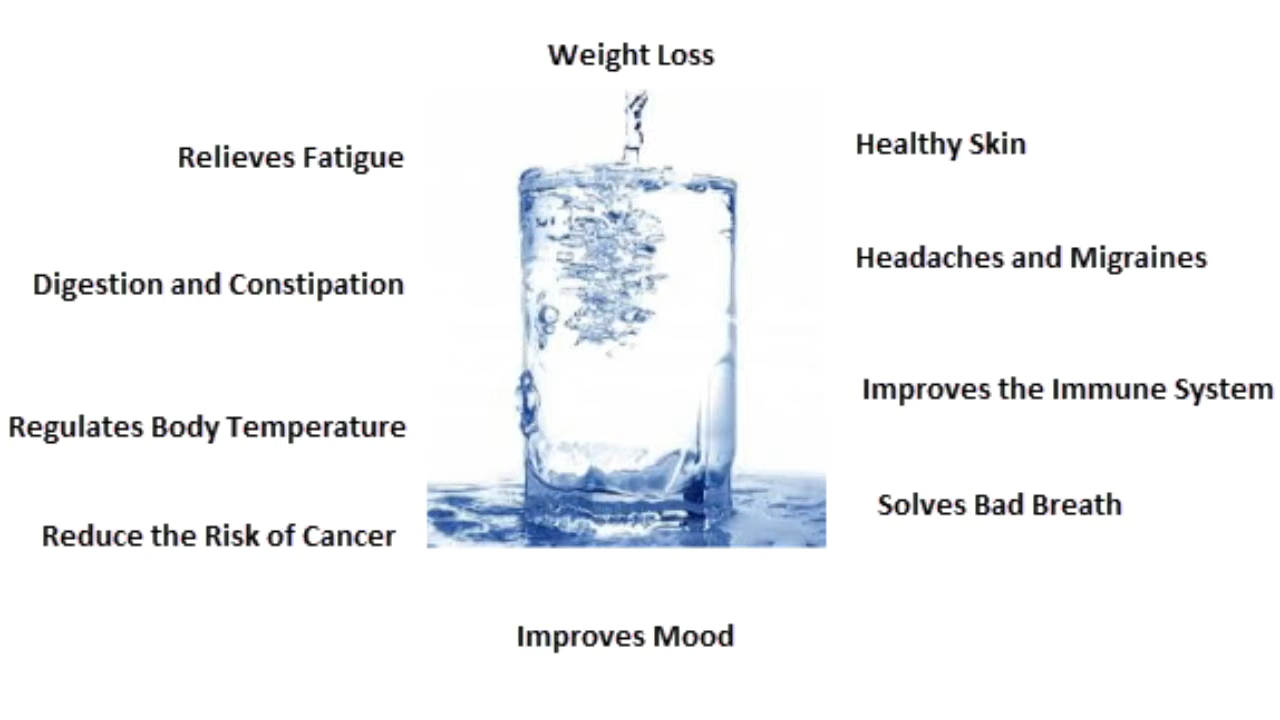 Weight Loss
Relieves Fatigue
Healthy Skin
Digestion and Constipation
Headaches and Migraines
Regulates Body Temperature
Improves the Immune System
Reduce the Risk of Cancer
Solves Bad Breath
Improves Mood